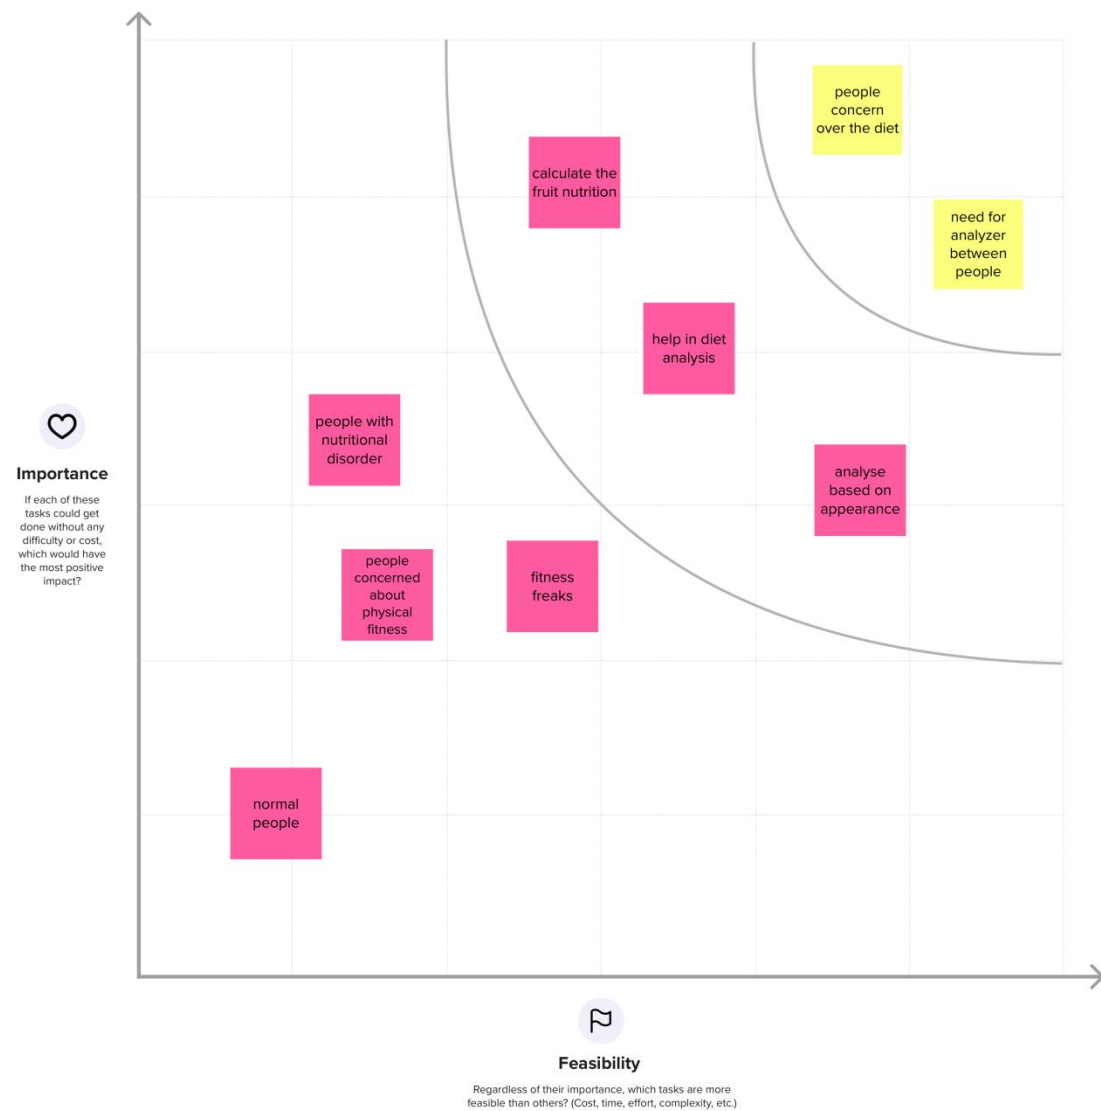 people
concern
over the diet
calculate the
fruit nutrition
need for
analyzer
between
people
help in diet
analysis
people with
nutritional
disorder
analyse
based on
appearance
Importance
If each of these
tasks could get
done without any
difficulty or cost,
which would have
the most positive
impact?
people
concerned
about
physical
fitness
fitness
freaks
normal
people
Feasibility
Regardless of their importance, which tasks are more
feasible than others? (Cost, time, effort, complexity, etc.)